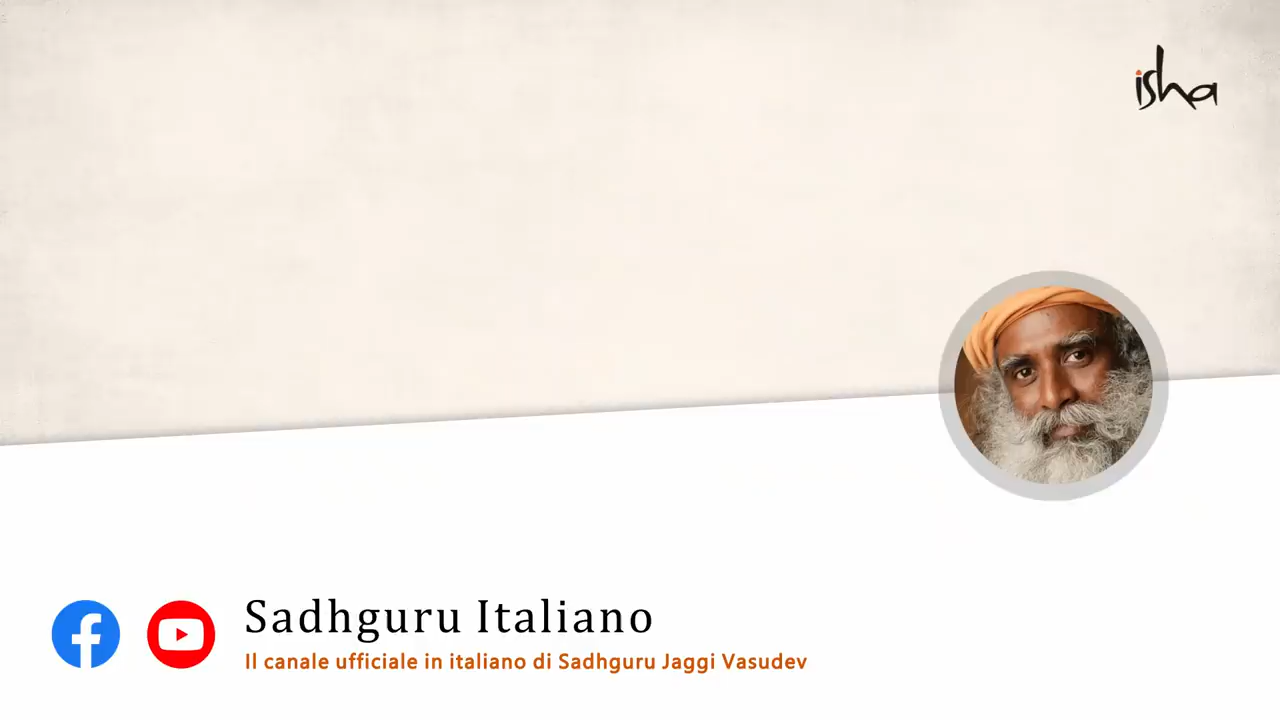 isha
Sadhguru Italiano
Il canale ufficiale in italiano di Sadhguru Jaggi Vasudev